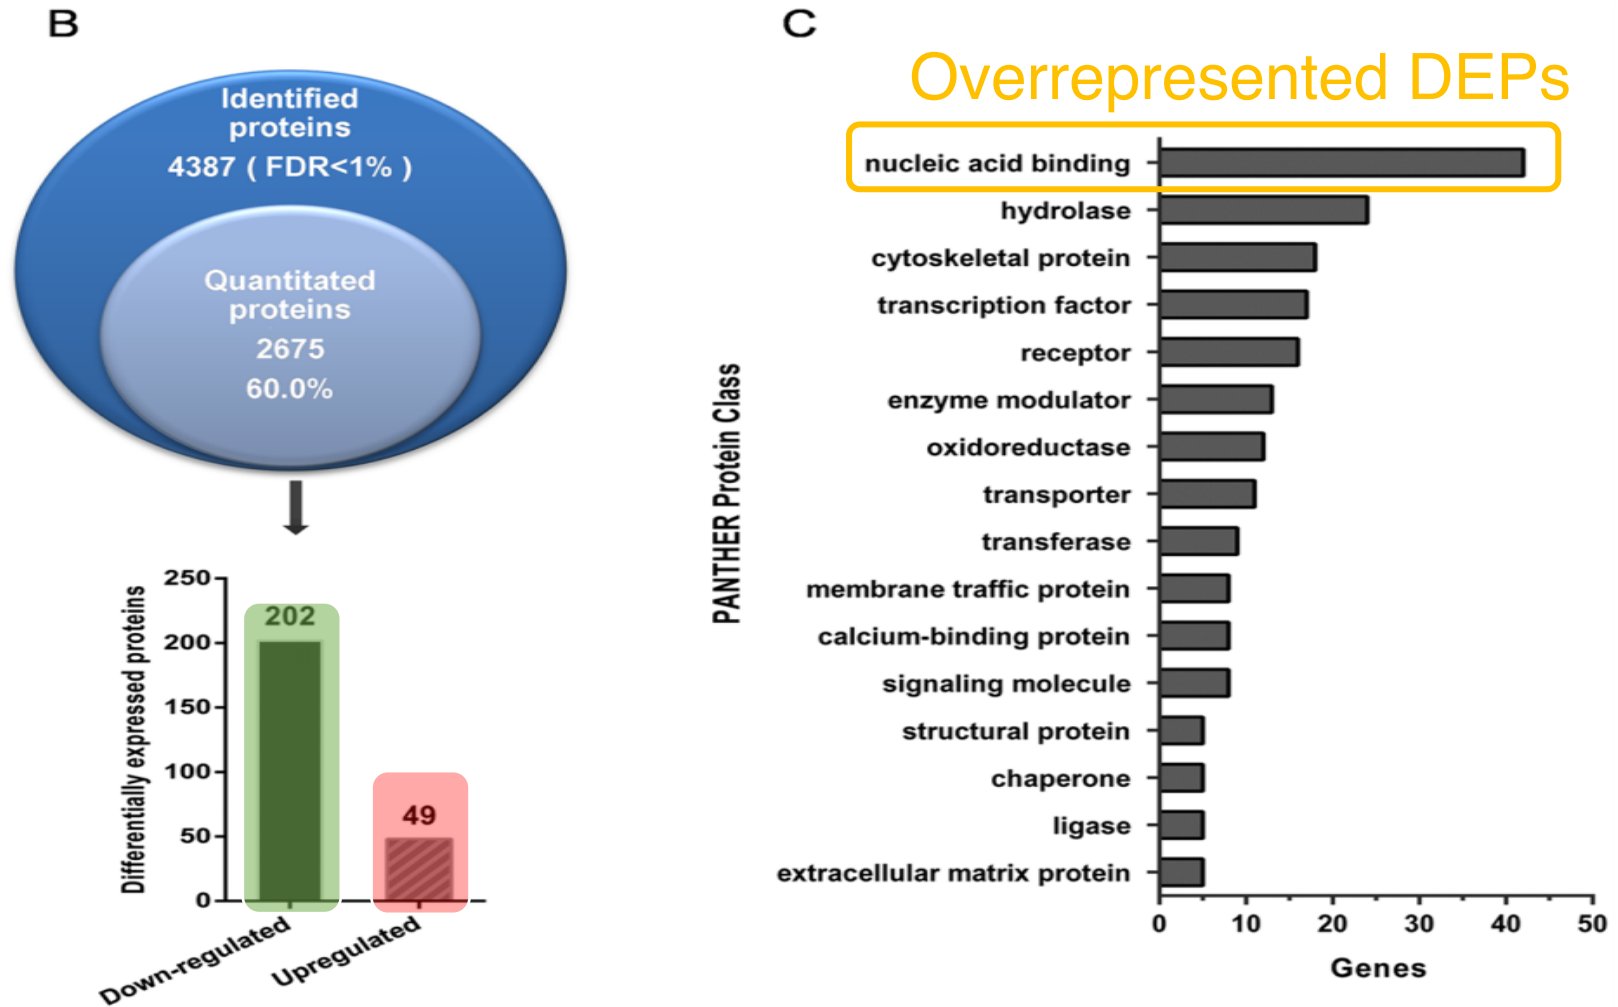 B
Identified
proteins
4387 ( FDR<1% )
Quantitated
proteins
2675
60.0%
Differentially expressed proteins
250
200
150
100
50
0
202
49
Down-regulated
Upregulated
C
Overrepresented DEPs
PANTHER Protein Class
nucleic acid binding
hydrolase
cytoskeletal protein
transcription factor
receptor
enzyme modulator
oxidoreductase
transporter
transferase
membrane traffic protein
calcium-binding protein
signaling molecule
structural protein
chaperone
ligase
extracellular matrix protein
0 10 20 30 40 50
Genes